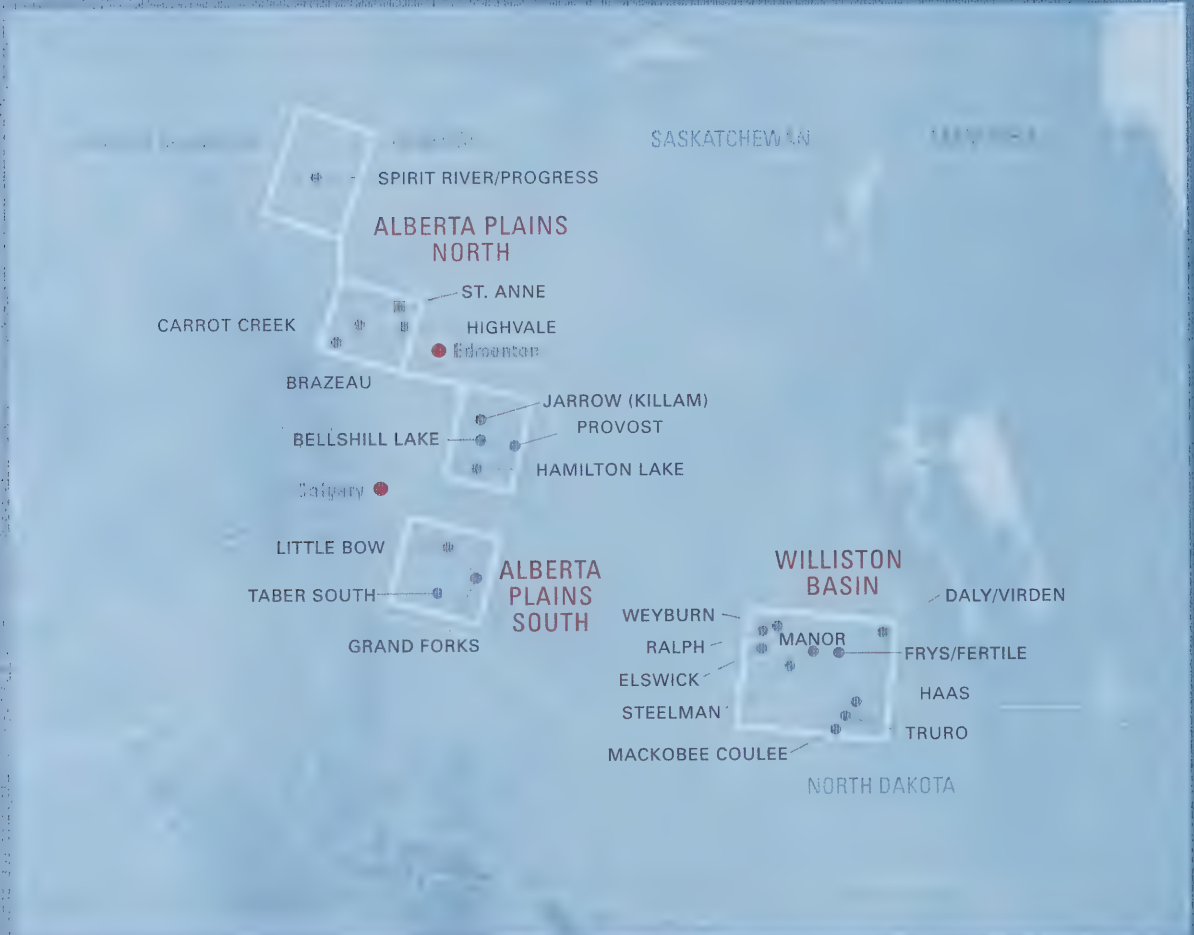 SASKATCHEWAN
SPIRIT RIVER/PROGRESS
ALBERTA PLAINS
NORTH
ST. ANNE
CARROT CREEK
HIGHVALE
Edmonton
BRAZEAU
JARROW (KILLAM)
PROVOST
BELLSHILL LAKE
HAMILTON LAKE
Calgary
LITTLE BOW
TABER SOUTH
ALBERTA
PLAINS
SOUTH
GRAND FORKS
WILLISTON
BASIN
DALY/VIRDEN
WEYBURN
MANOR
RALPH
FRYS/FERTILE
ELSWICK
HAAS
STEELMAN
TRURO
MACKOBEE COULEE
NORTH DAKOTA